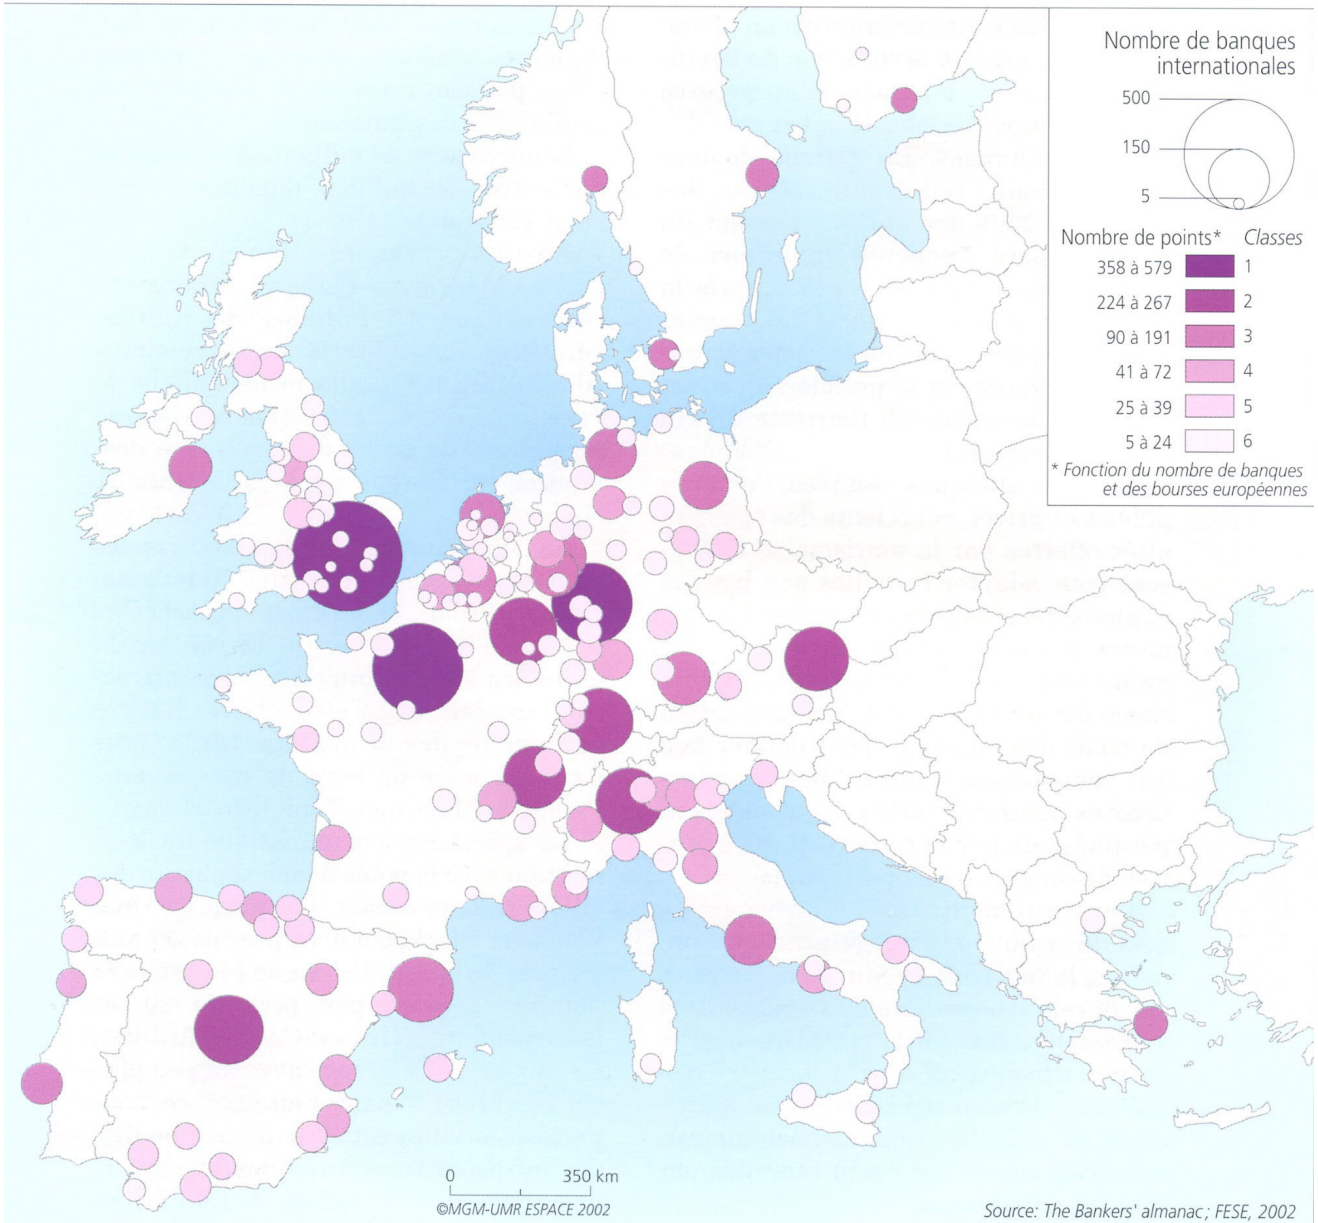 Nombre de banques
internationales
500
150
5
Nombre de points* Classes
358 à 579 1
224 à 267 2
90 à 191 3
41 à 72 4
25 à 39 5
5 à 24 6
* Fonction du nombre de banques
et des bourses européennes
0 350 km
©MGM-UMR ESPACE 2002
Source: The Bankers' almanac; FESE, 2002